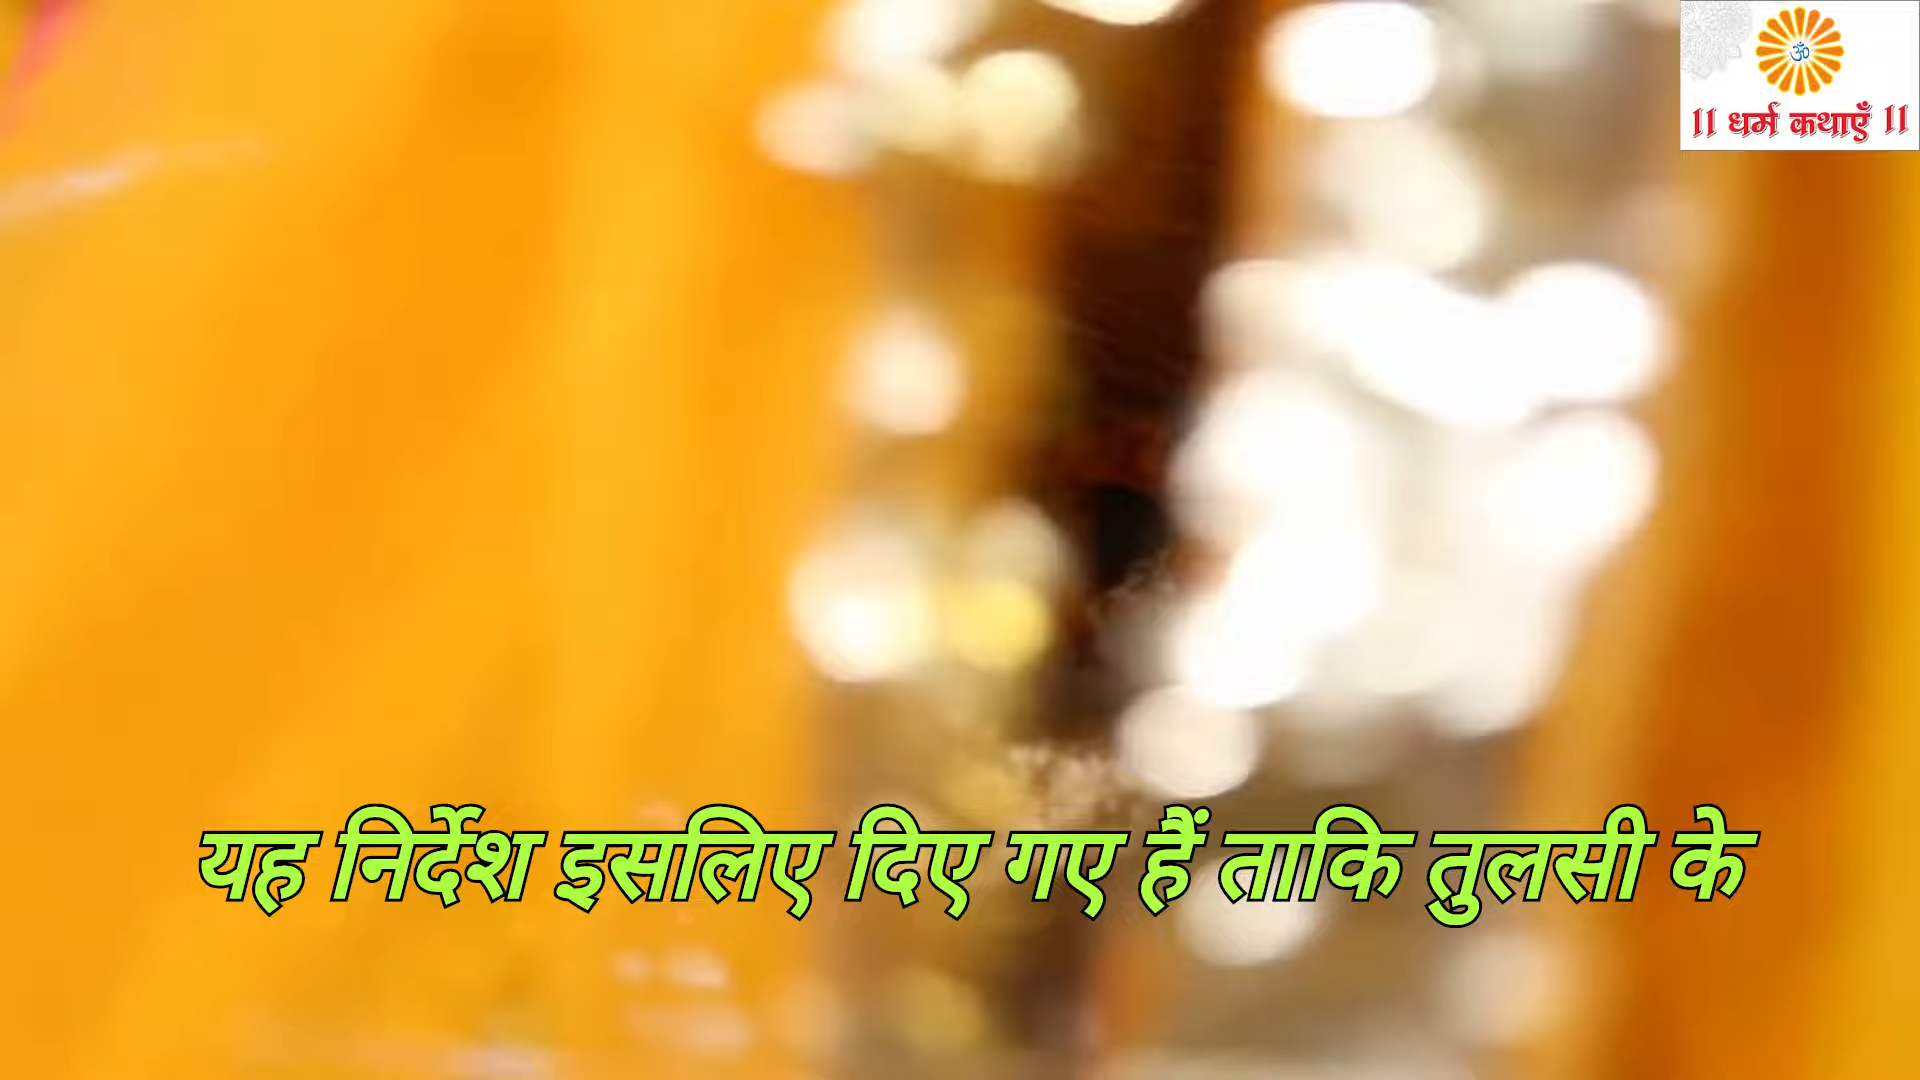 ॐ
।। धर्म कथाएँ ।।
यह निर्देश इसलिए दिए गए हैं ताकि तुलसी के